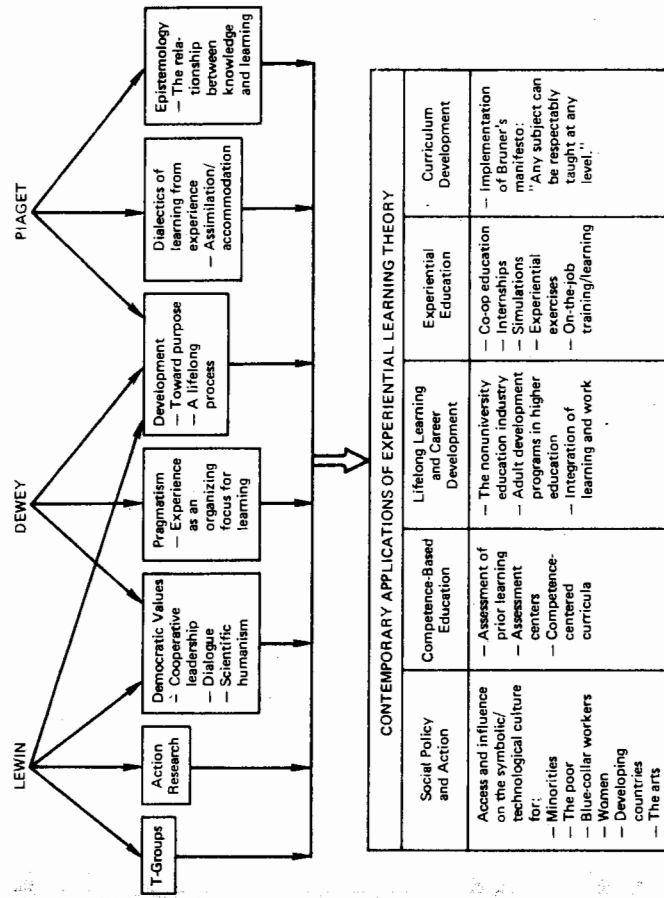 LEWIN
DEWEY
PIAGET
T-Groups
Action
Research
Democratic Values
– Cooperative
leadership
– Dialogue
– Scientific
humanism
Pragmatism
– Experience
as an
organizing
focus for
learning
Development
– Toward purpose
– A lifelong
process
Dialectics of
learning from
experience
– Assimilation/
accommodation
Epistemology
– The rela-
tionship
between
knowledge
and learning
CONTEMPORARY APPLICATIONS OF EXPERIENTIAL LEARNING THEORY
Social Policy
and Action
Access and influence
on the symbolic/
technological culture
for:
– Minorities
– The poor
– Blue-collar workers
– Women
– Developing
countries
– The arts
Competence-Based
Education
– Assessment of
prior learning
– Assessment
centers
– Competence-
centered
curricula
Lifelong Learning
and Career
Development
– The nonuniversity
education industry
– Adult development
programs in higher
education
– Integration of
learning and work
Experiential
Education
– Co-op education
– Internships
– Simulations
– Experiential
exercises
– On-the-job
training/learning
Curriculum
Development
– Implementation
of Bruner's
manifesto:
"Any subject can
be respectably
taught at any
level."